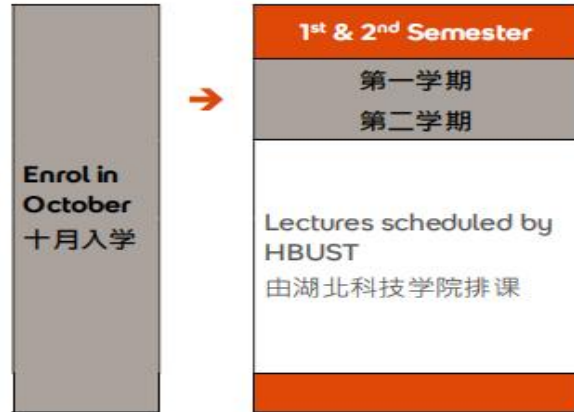 Enrol in
October
十月入学
➔
1st & 2nd Semester
第一学期
第二学期
Lectures scheduled by
HBUST
由湖北科技学院排课